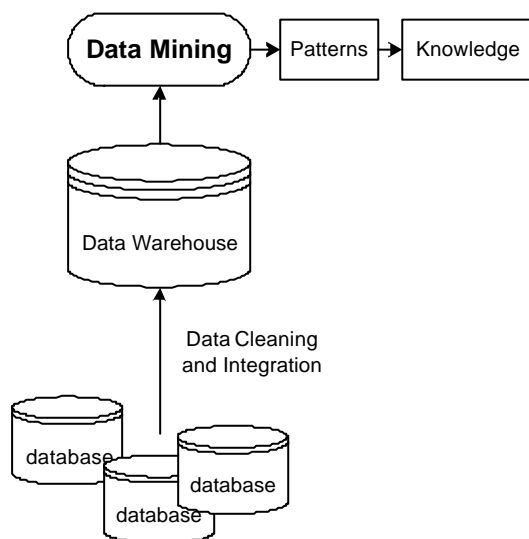 Data Mining
Patterns
Knowledge
Data Warehouse
Data Cleaning
and Integration
database
database
database